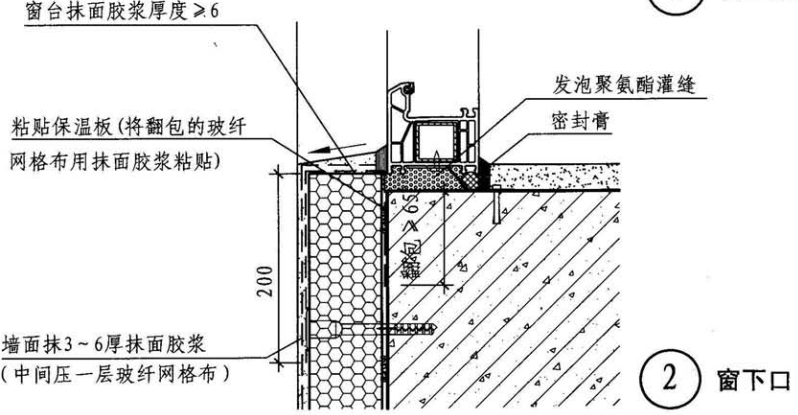 窗台抹面胶浆厚度≥6
发泡聚氨酯灌缝
密封膏
粘贴保温板(将翻包的玻纤
网格布用抹面胶浆粘贴)
翻包≥65
200
墙面抹3~6厚抹面胶浆
(中间压一层玻纤网格布)
2 窗下口